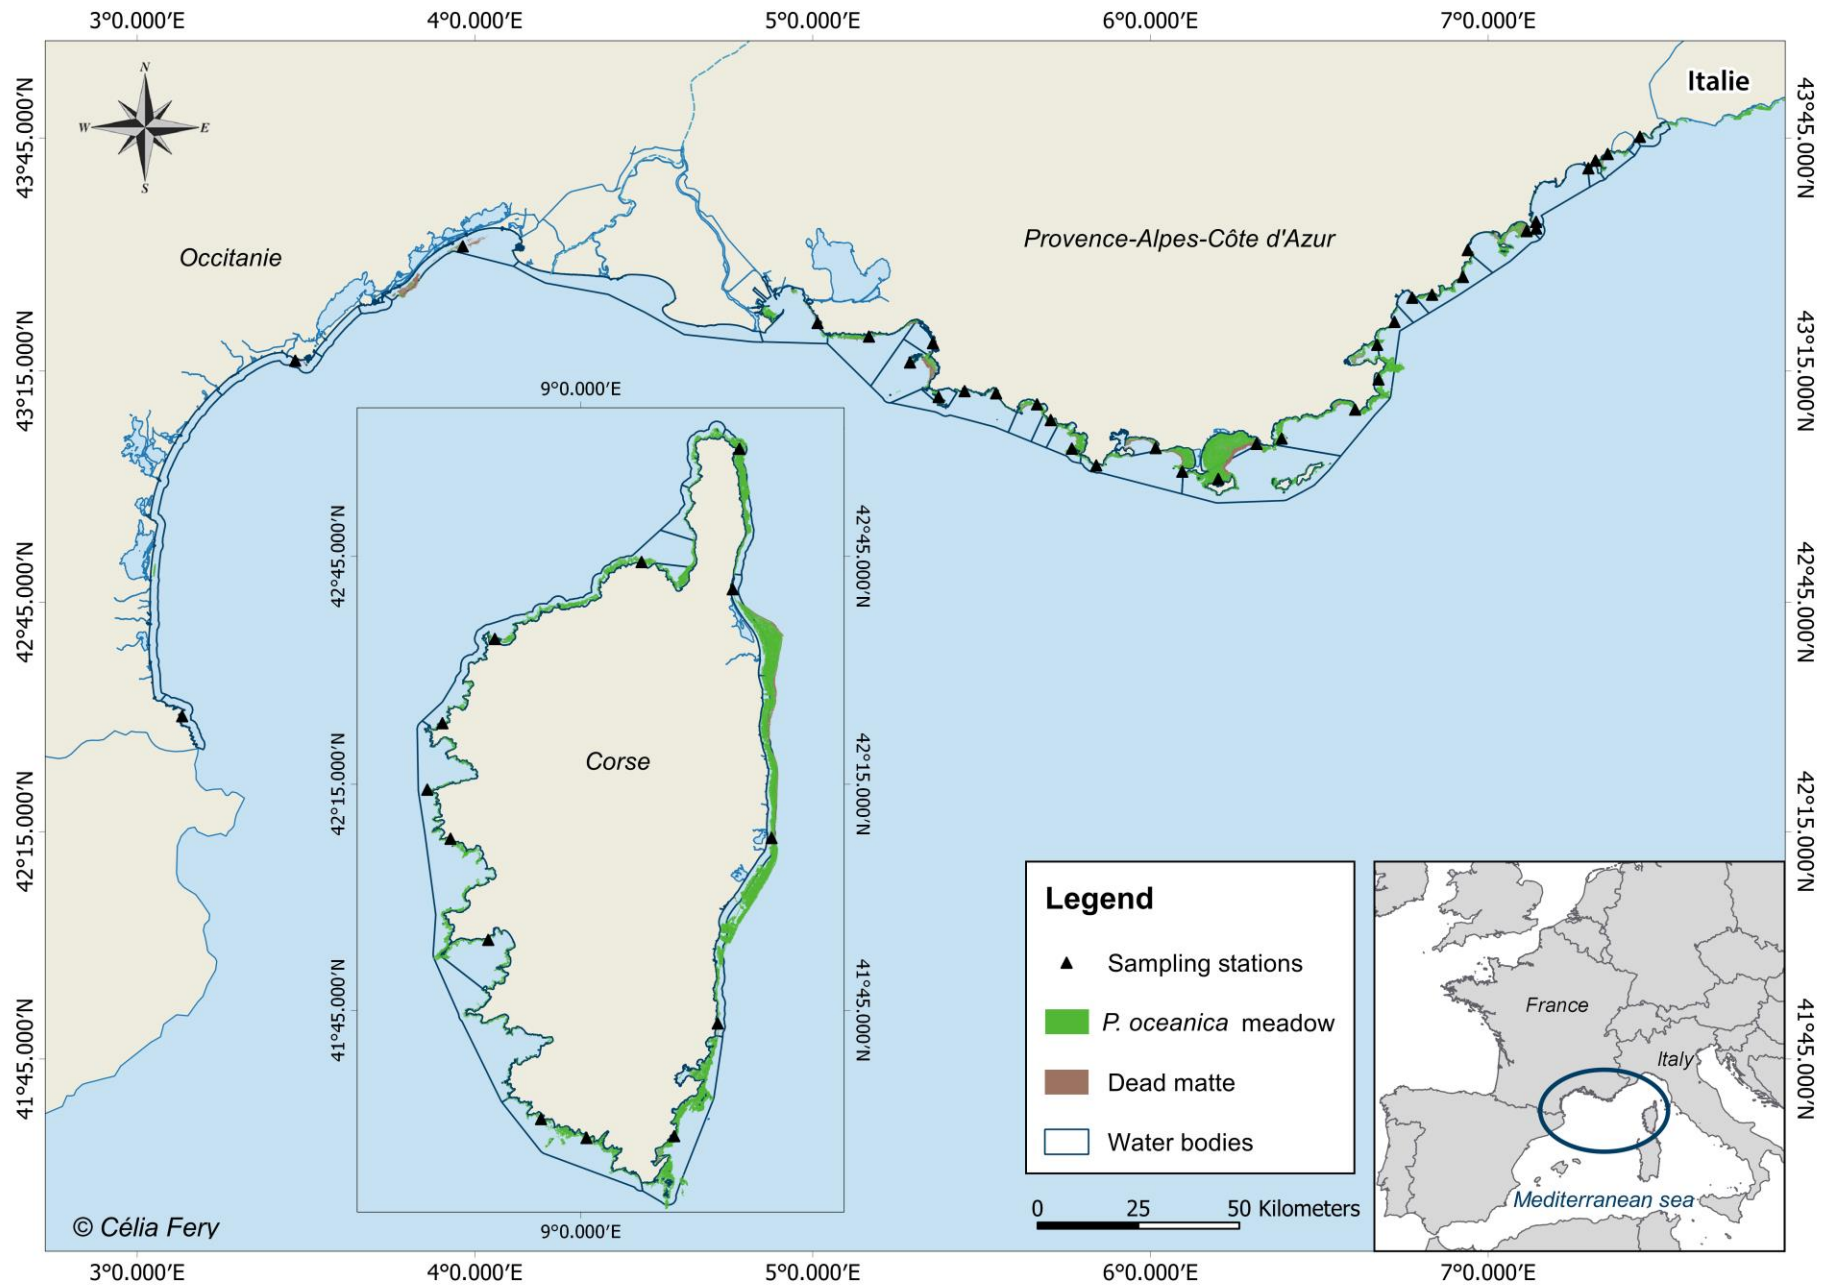 3°0.000′E 4°0.000′E 5°0.000′E 6°0.000′E 7°0.000′E
Italie
N
W E
S
43°45.000′N 43°45.000′N
Provence-Alpes-Côte d'Azur
Occitanie
43°15.000′N 43°15.000′N
9°0.000′E
42°45.000′N 42°45.000′N
42°45.000′N 42°45.000′N
Corse
42°15.000′N 42°15.000′N
42°15.000′N 42°15.000′N
41°45.000′N 41°45.000′N
41°45.000′N 41°45.000′N
Legend
Sampling stations
P. oceanica meadow
Dead matte
Water bodies
0 25 50 Kilometers
France
Italy
Mediterranean sea
© Célia Fery
9°0.000′E
3°0.000′E 4°0.000′E 5°0.000′E 6°0.000′E 7°0.000′E